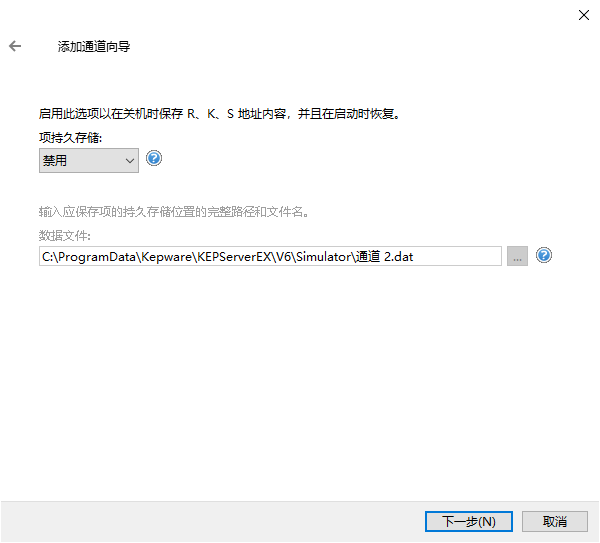 添加通道向导
启用此选项以在关机时保存 R、K、S 地址内容，并且在启动时恢复。
项持久存储:
禁用
输入应保存项的持久存储位置的完整路径和文件名。
数据文件:
C:\ProgramData\Kepware\KEPServerEX\V6\Simulator\通道 2.dat
...
下一步(N)
取消